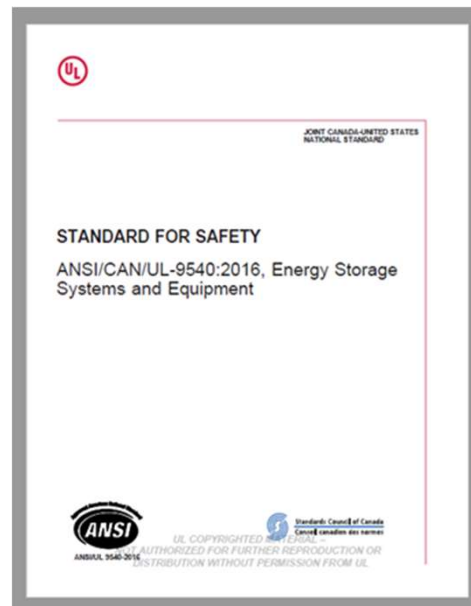 UL
JOINT CANADA-UNITED STATES
NATIONAL STANDARD
STANDARD FOR SAFETY
ANSI/CAN/UL-9540:2016, Energy Storage
Systems and Equipment
ANSI
ANSI/UL 9540-2016
Standards Council of Canada
Conseil canadien des normes
UL COPYRIGHTED MATERIAL –
NOT AUTHORIZED FOR FURTHER REPRODUCTION OR
DISTRIBUTION WITHOUT PERMISSION FROM UL